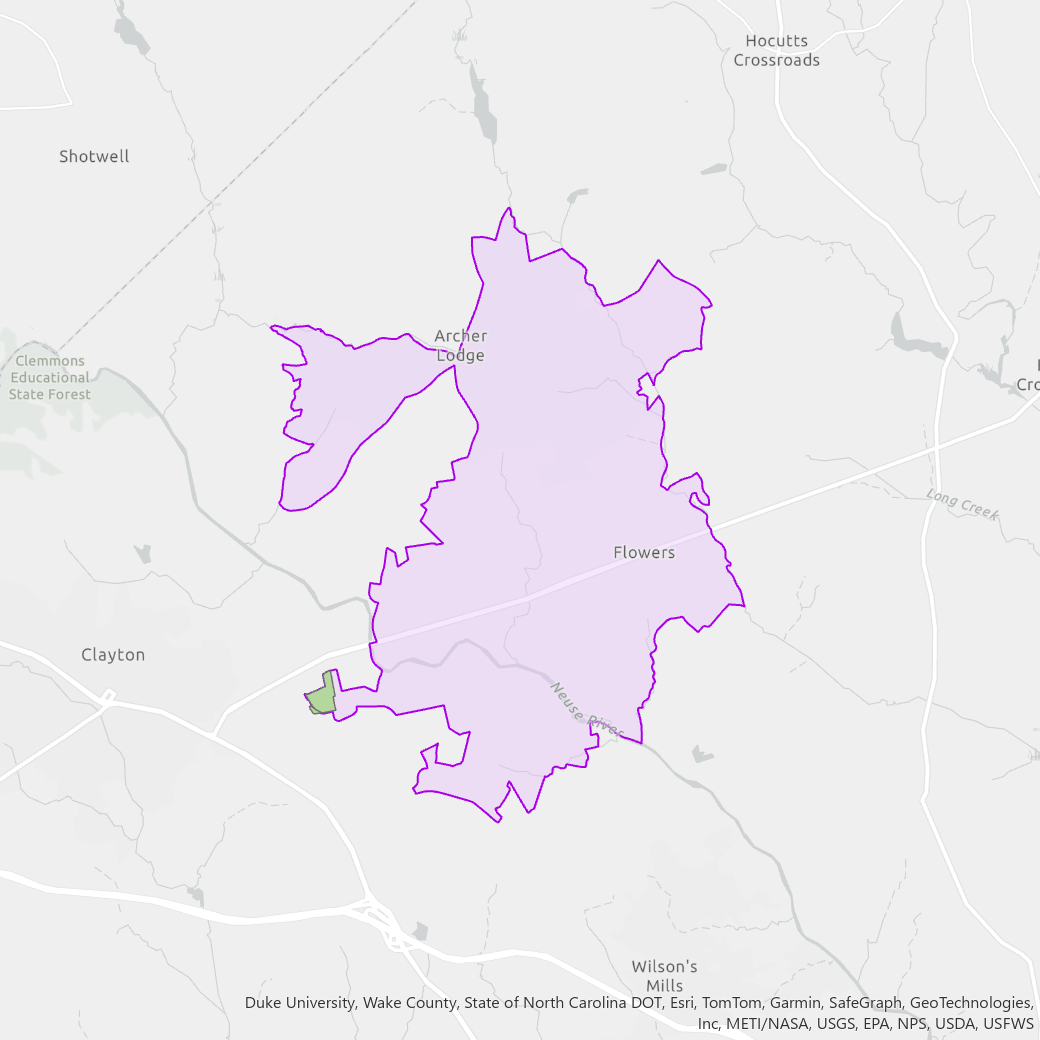 Hocutts
Crossroads
Shotwell
Archer
Lodge
Clemmons
Educational
State Forest
Cro
Long Creek
Flowers
Clayton
Neuse River
Wilson's
Mills
Duke University, Wake County, State of North Carolina DOT, Esri, TomTom, Garmin, SafeGraph, GeoTechnologies,
Inc, METI/NASA, USGS, EPA, NPS, USDA, USFWS